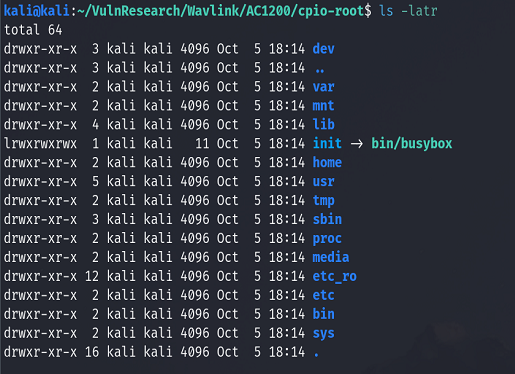 kali@kali:~/VulnResearch/Wavlink/AC1200/cpio-root$ ls -latr
total 64
drwxr-xr-x  3 kali kali 4096 Oct  5 18:14 dev
drwxr-xr-x  3 kali kali 4096 Oct  5 18:14 ..
drwxr-xr-x  2 kali kali 4096 Oct  5 18:14 var
drwxr-xr-x  2 kali kali 4096 Oct  5 18:14 mnt
drwxr-xr-x  4 kali kali 4096 Oct  5 18:14 lib
lrwxrwxrwx  1 kali kali   11 Oct  5 18:14 init -> bin/busybox
drwxr-xr-x  2 kali kali 4096 Oct  5 18:14 home
drwxr-xr-x  5 kali kali 4096 Oct  5 18:14 usr
drwxr-xr-x  2 kali kali 4096 Oct  5 18:14 tmp
drwxr-xr-x  3 kali kali 4096 Oct  5 18:14 sbin
drwxr-xr-x  2 kali kali 4096 Oct  5 18:14 proc
drwxr-xr-x  2 kali kali 4096 Oct  5 18:14 media
drwxr-xr-x 12 kali kali 4096 Oct  5 18:14 etc_ro
drwxr-xr-x  2 kali kali 4096 Oct  5 18:14 etc
drwxr-xr-x  2 kali kali 4096 Oct  5 18:14 bin
drwxr-xr-x  2 kali kali 4096 Oct  5 18:14 sys
drwxr-xr-x 16 kali kali 4096 Oct  5 18:14 .